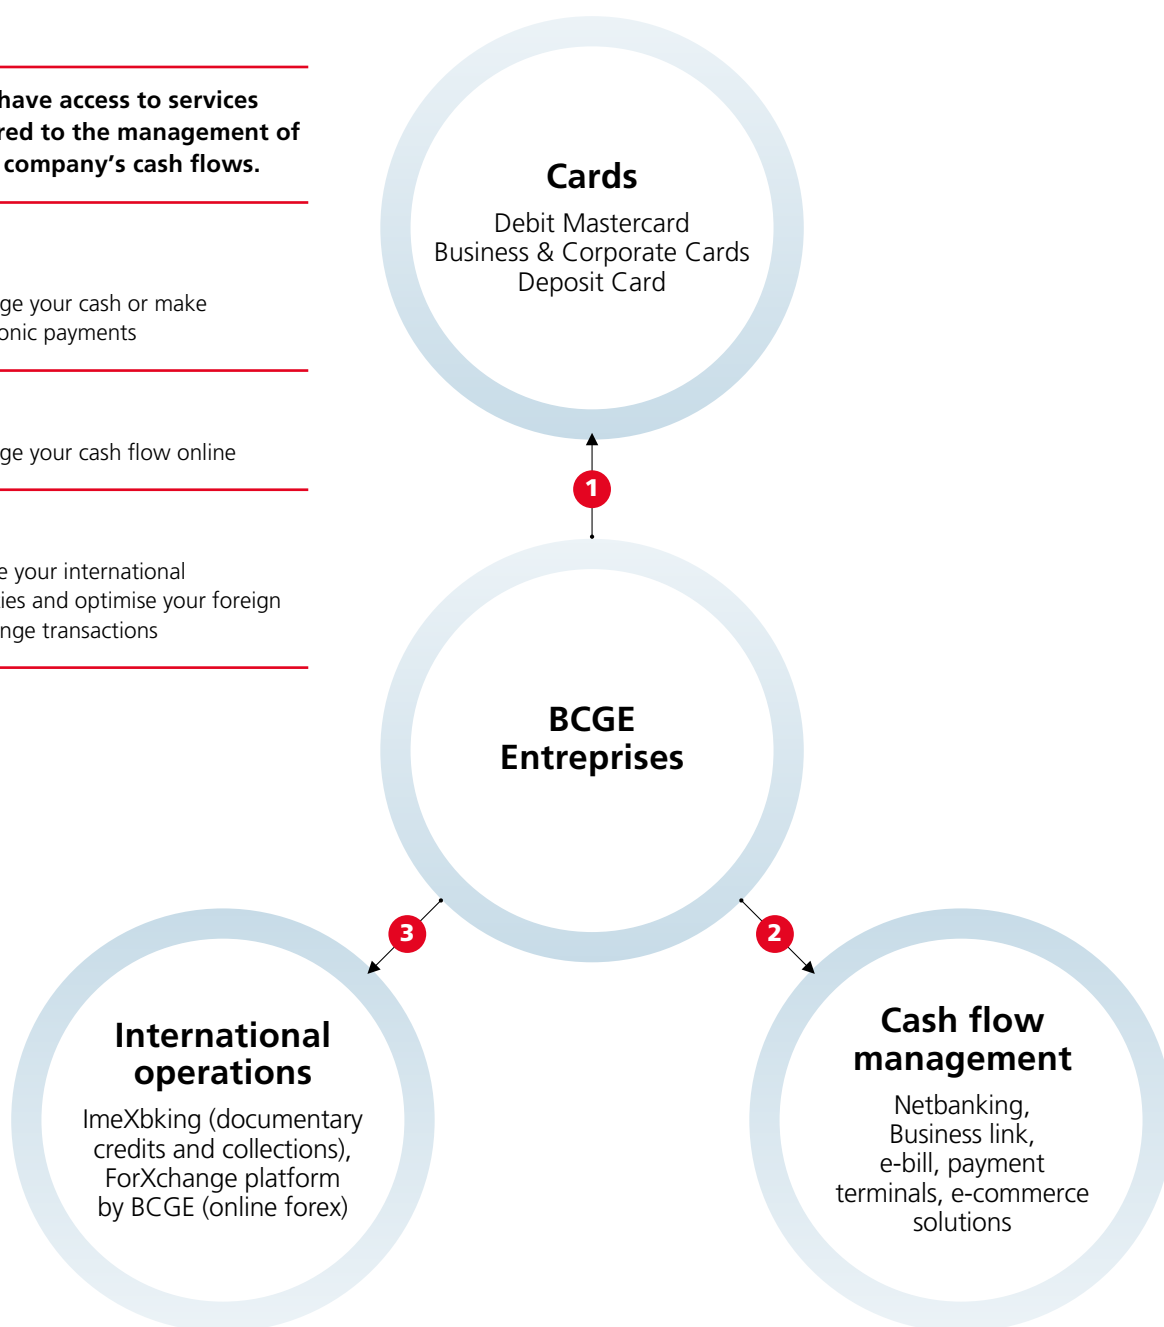 have access to services
red to the management of
company's cash flows.
ge your cash or make
onic payments
ge your cash flow online
e your international
ies and optimise your foreign
nge transactions
Cards
Debit Mastercard
Business & Corporate Cards
Deposit Card
1
BCGE
Entreprises
3
2
International
operations
ImeXbking (documentary
credits and collections),
ForXchange platform
by BCGE (online forex)
Cash flow
management
Netbanking,
Business link,
e-bill, payment
terminals, e-commerce
solutions